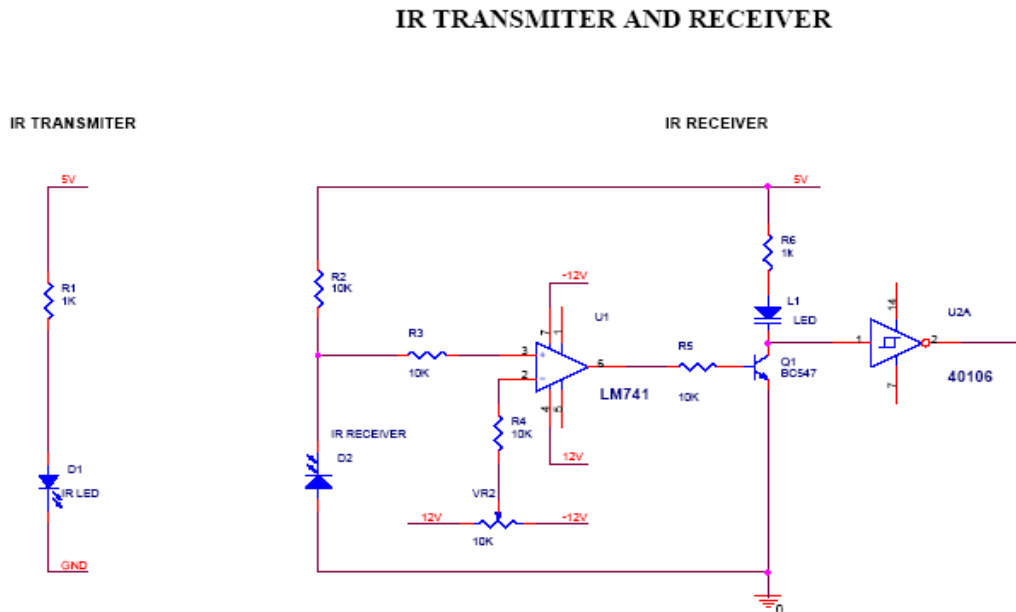 IR TRANSMITER AND RECEIVER
IR TRANSMITER
IR RECEIVER
5V
R1
1K
D1
IR LED
GND
5V
R2
10K
R3
10K
IR RECEIVER
D2
-12V
7
1
U1
3
+
2
-
6
4
5
LM741
12V
R4
10K
VR2
12V
-12V
10K
R5
10K
R6
1k
L1
LED
Q1
BC547
14
U2A
1
2
7
40106
0